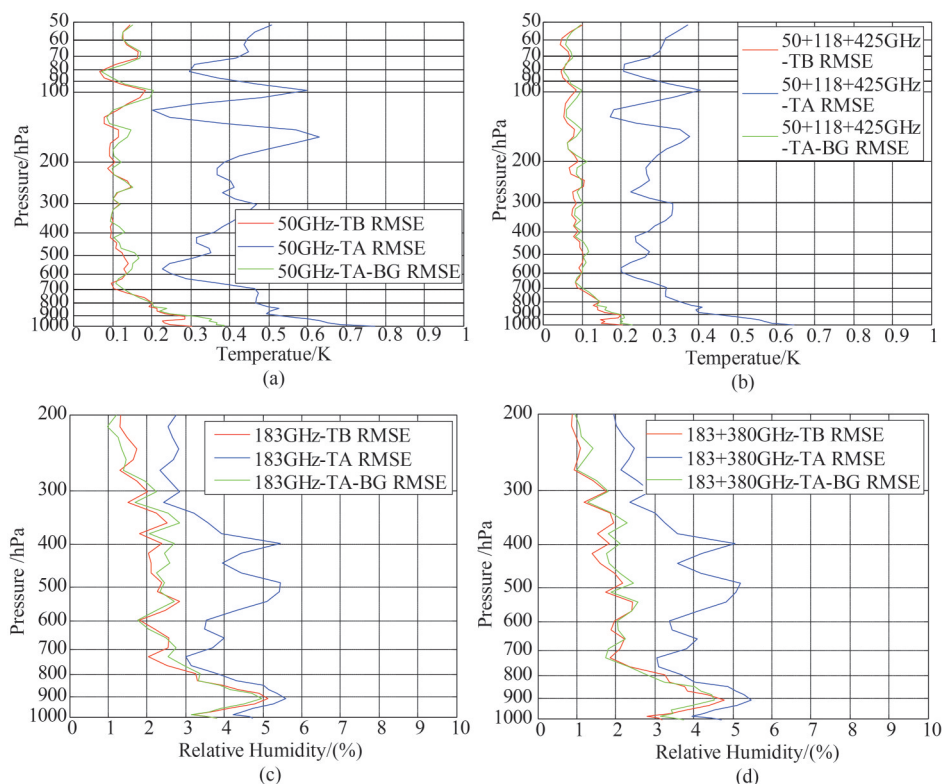 50
60
70
80
90
100
200
300
400
500
600
700
800
900
1000
Pressure/hPa
50GHz-TB RMSE
50GHz-TA RMSE
50GHz-TA-BG RMSE
0 0.1 0.2 0.3 0.4 0.5 0.6 0.7 0.8 0.9 1
Temperatue/K
(a)
50
60
70
80
90
100
200
300
400
500
600
700
800
900
1000
Pressure/hPa
50+118+425GHz
-TB RMSE
50+118+425GHz
-TA RMSE
50+118+425GHz
-TA-BG RMSE
0 0.1 0.2 0.3 0.4 0.5 0.6 0.7 0.8 0.9 1
Temperatue/K
(b)
200
300
400
500
600
700
800
900
1000
Pressure /hPa
183GHz-TB RMSE
183GHz-TA RMSE
183GHz-TA-BG RMSE
0 1 2 3 4 5 6 7 8 9 10
Relative Humidity/(%)
(c)
200
300
400
500
600
700
800
900
1000
Pressure /hPa
183+380GHz-TB RMSE
183+380GHz-TA RMSE
183+380GHz-TA-BG RMSE
0 1 2 3 4 5 6 7 8 9 10
Relative Humidity/(%)
(d)